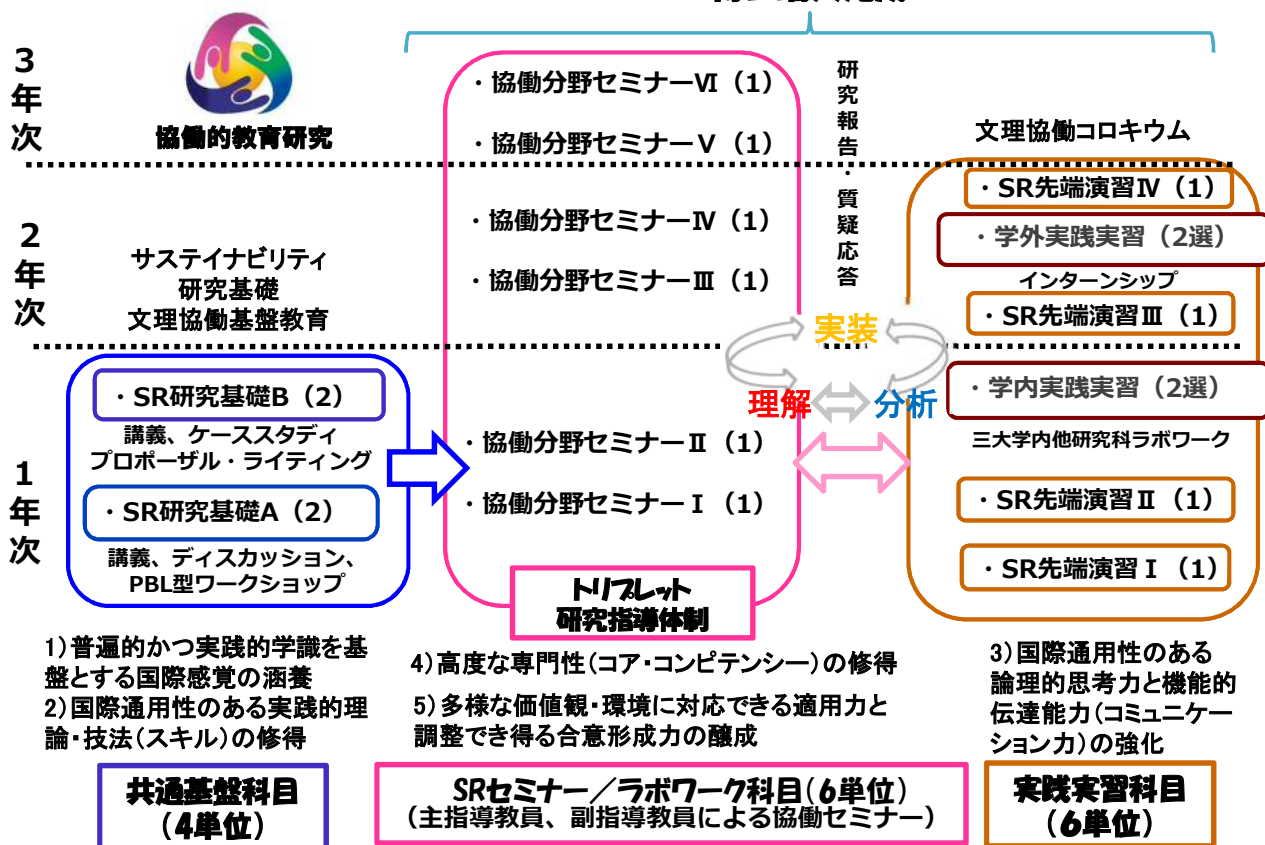 3年次
協働的教育研究
・協働分野セミナーⅥ（1）
・協働分野セミナーⅤ（1）
研究報告・質疑応答
文理協働コロキウム
2年次
サステイナビリティ
研究基礎
文理協働基盤教育
・協働分野セミナーⅣ（1）
・協働分野セミナーⅢ（1）
・SR先端演習Ⅳ（1）
・学外実践実習（2選）
インターンシップ
・SR先端演習Ⅲ（1）
実装
理解
分析
1年次
・SR研究基礎B（2）
講義、ケーススタディ
プロポーザル・ライティング
・SR研究基礎A（2）
講義、ディスカッション、
PBL型ワークショップ
・協働分野セミナーⅡ（1）
・協働分野セミナーⅠ（1）
トリプレット
研究指導体制
・学内実践実習（2選）
三大学内他研究科ラボワーク
・SR先端演習Ⅱ（1）
・SR先端演習Ⅰ（1）
1)普遍的かつ実践的学識を基
盤とする国際感覚の涵養
2)国際通用性のある実践的理
論・技法(スキル)の修得
4)高度な専門性(コア・コンピテンシー)の修得
5)多様な価値観・環境に対応できる適用力と
調整でき得る合意形成力の醸成
3)国際通用性のある
論理的思考力と機能的
伝達能力(コミュニケー
ション力)の強化
共通基盤科目
(4単位)
SRセミナー／ラボワーク科目(6単位)
(主指導教員、副指導教員による協働セミナー)
実践実習科目
(6単位)